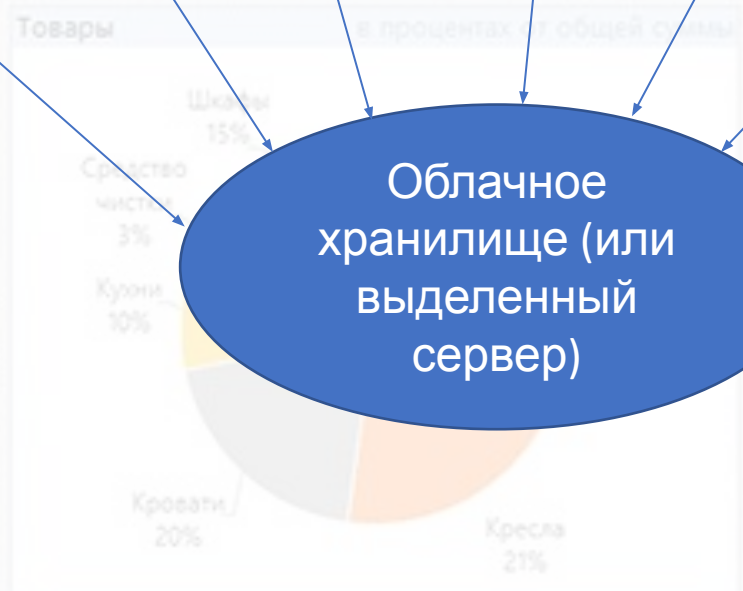 Товары
в процентах от общей суммы
Шкафы
15%
Средство
чистки
3%
Кухни
10%
Облачное
хранилище (или
выделенный
сервер)
Кровати
20%
Кресла
21%